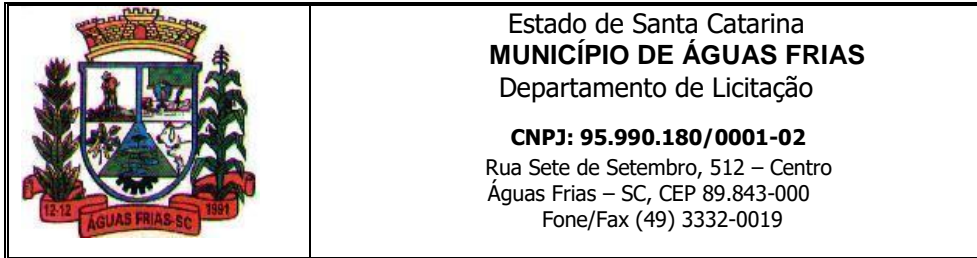 Estado de Santa Catarina
MUNICÍPIO DE ÁGUAS FRIAS
Departamento de Licitação
CNPJ: 95.990.180/0001-02
Rua Sete de Setembro, 512 – Centro
Águas Frias – SC, CEP 89.843-000
Fone/Fax (49) 3332-0019
12-12
ÁGUAS FRIAS-SC
1991